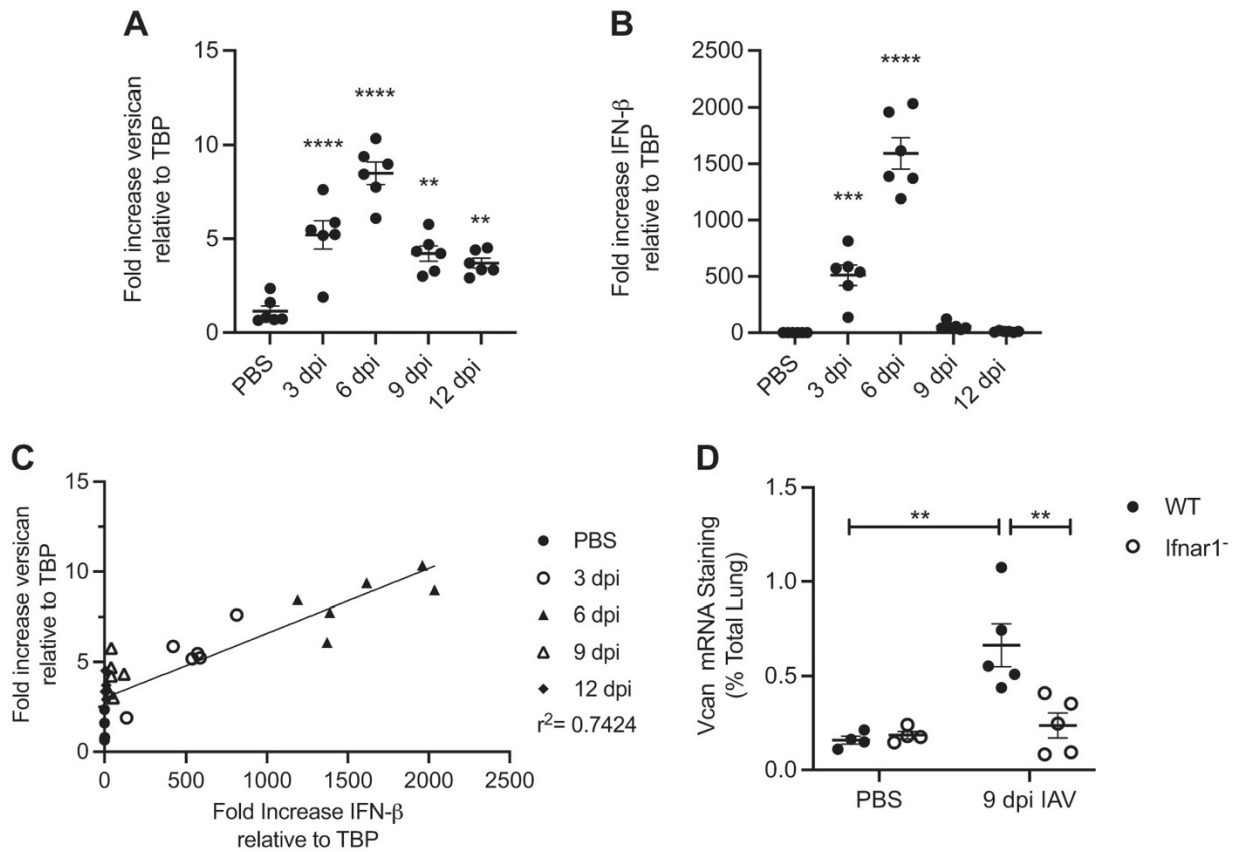 A
Fold increase versican
relative to TBP
15
10
5
0
****
****
**
**
PBS
3 dpi
6 dpi
9 dpi
12 dpi
B
Fold increase IFN-β
relative to TBP
2500
2000
1500
1000
500
0
***
****
PBS
3 dpi
6 dpi
9 dpi
12 dpi
C
Fold increase versican
relative to TBP
15
10
5
0
0
500
1000
1500
2000
2500
Fold Increase IFN-β
relative to TBP
PBS
3 dpi
6 dpi
9 dpi
12 dpi
r²= 0.7424
D
Vcan mRNA Staining
(% Total Lung)
1.5
1.0
0.5
0.0
**
**
PBS
9 dpi IAV
WT
Ifnar1⁻